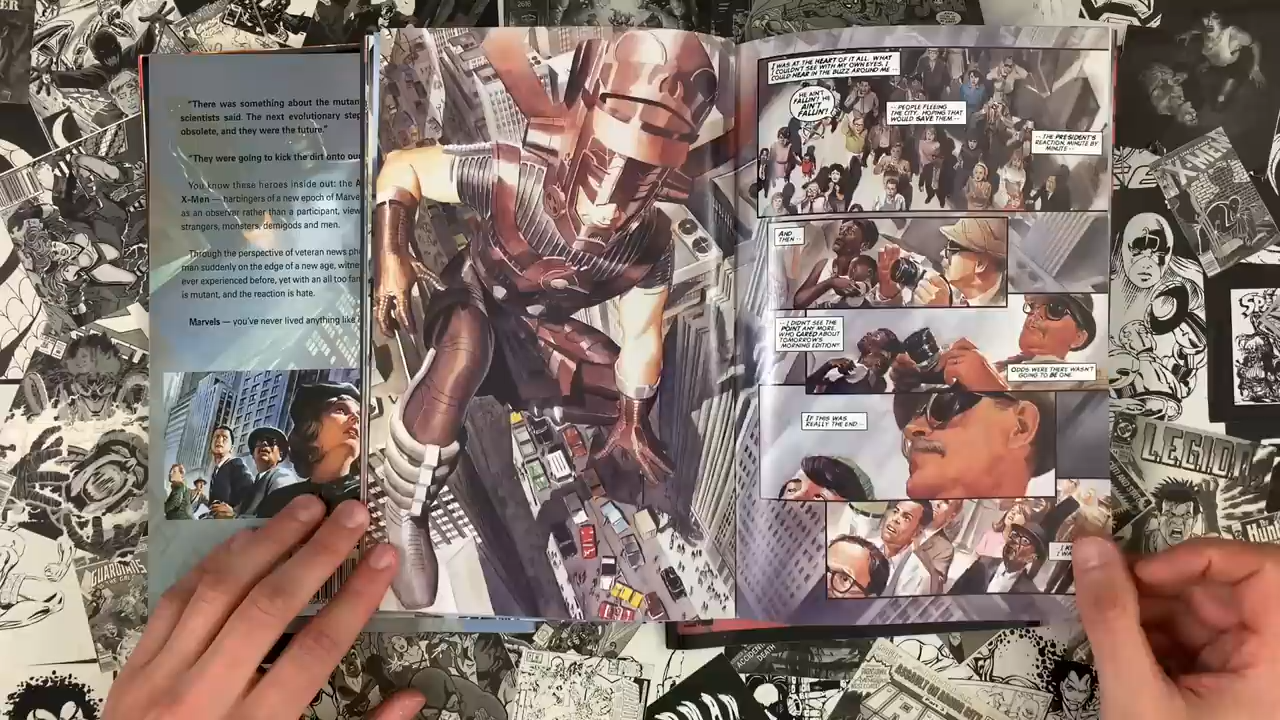 "There was something about the mutan
scientists said. The next evolutionary step
obsolete, and they were the future."
"They were going to kick the dirt onto our
You know these heroes inside out: the A
X-Men — harbingers of a new epoch of Marve
as an observer rather than a participant, view
strangers, monsters, demigods and men.
Through the perspective of veteran news ph
man suddenly on the edge of a new age, witne
ever experienced before, yet with an all too fam
is mutant, and the reaction is hate.
Marvels — you've never lived anything like
I WAS AT THE HEART OF IT ALL. WHAT
I COULDN'T SEE WITH MY OWN EYES, I
COULD HEAR IN THE BUZZ AROUND ME --
HE AIN'T
FALLIN'! HE
AIN'T
FALLIN'!
-- PEOPLE FLEEING
THE CITY, HOPING THAT
WOULD SAVE THEM --
-- THE PRESIDENT'S
REACTION, MINUTE BY
MINUTE --
AND
THEN --
-- I DIDN'T SEE THE
POINT ANY MORE.
WHO CARED ABOUT
TOMORROW'S
MORNING EDITION?
ODDS WERE THERE WASN'T
GOING TO BE ONE.
IF THIS WAS
REALLY THE END --
X-MEN
L.E.G.I.O.N.
GUARDIANS
ACCIDENTAL
DEATH